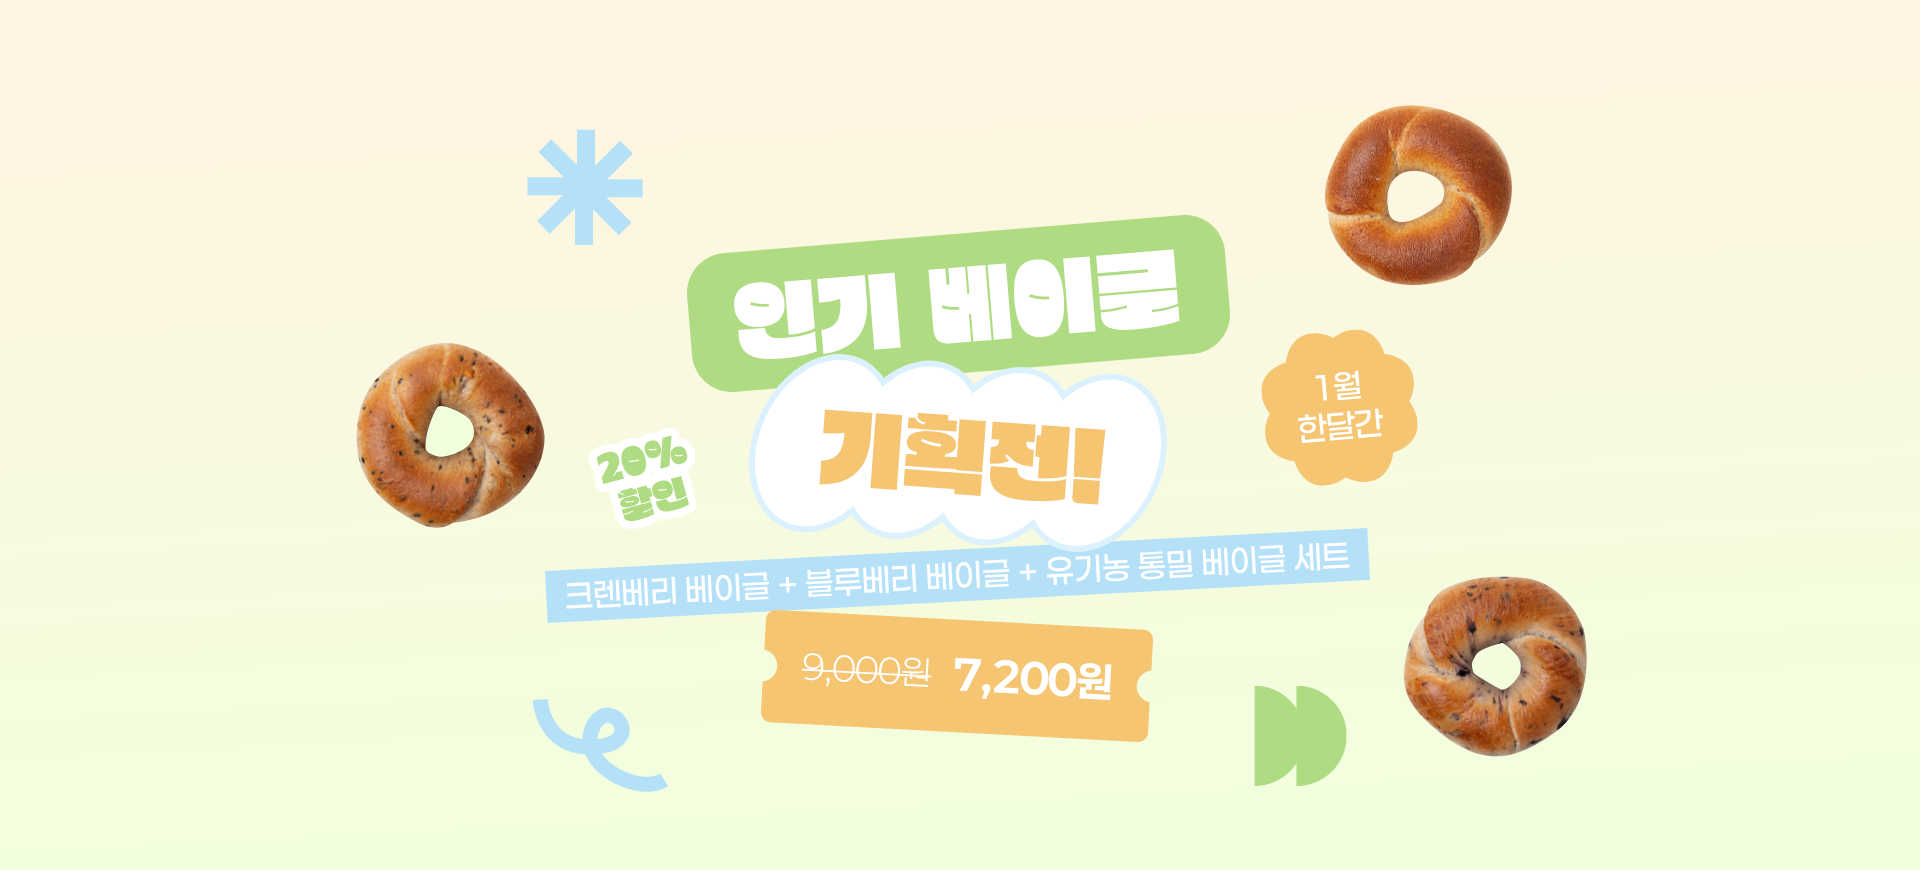 인기 베이글
기획전!
1월
한달간
20%
할인
크렌베리 베이글 + 블루베리 베이글 + 유기농 통밀 베이글 세트
9,000원 7,200원